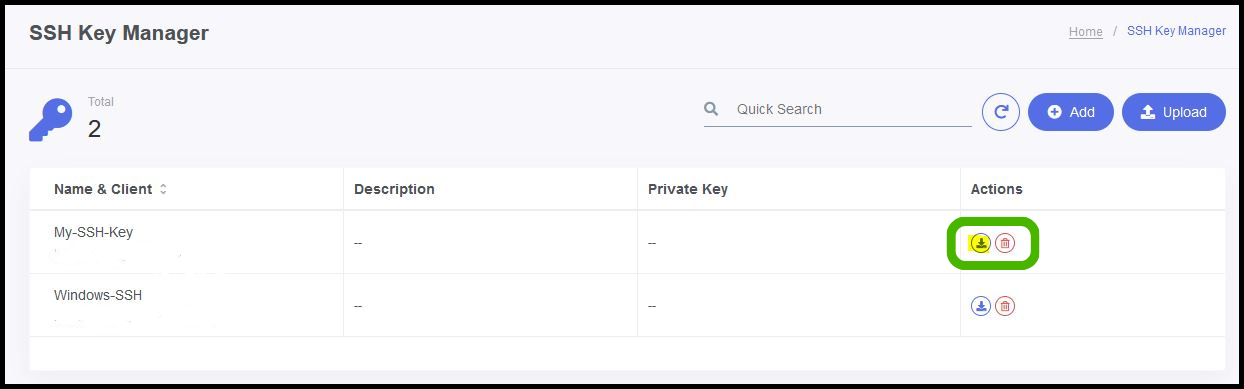 SSH Key Manager
Home / SSH Key Manager
Total
2
Quick Search
Add
Upload
Name & Client Description Private Key Actions
My-SSH-Key -- --
Windows-SSH -- --